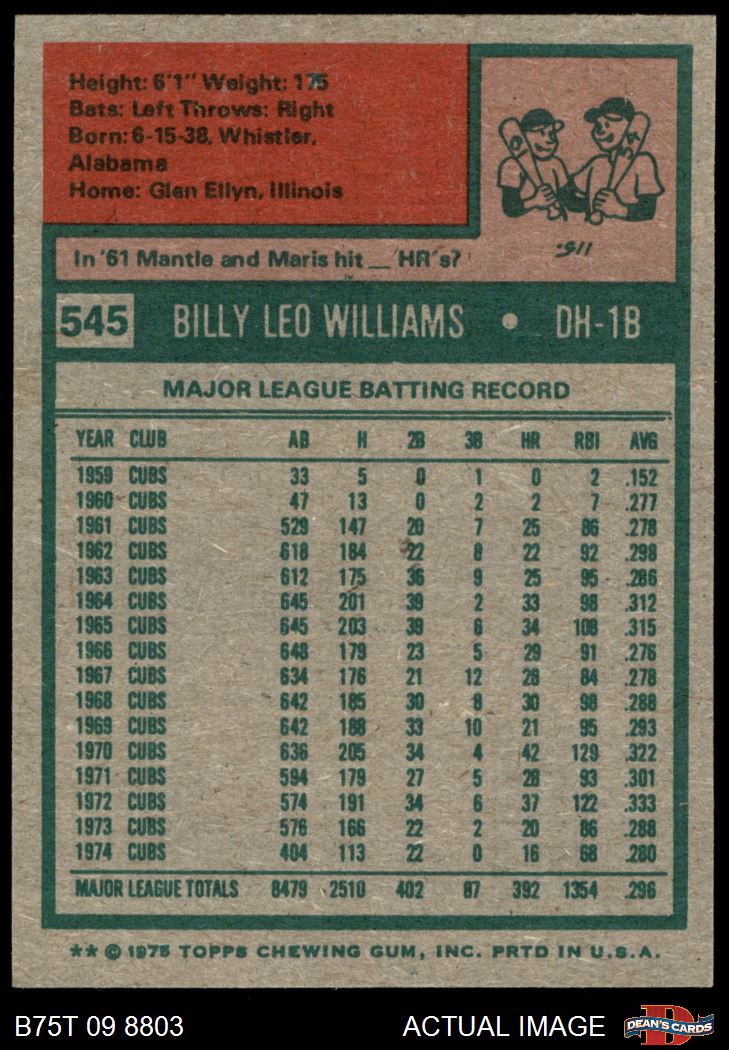 Height: 6'1" Weight: 175
Bats: Left Throws: Right
Born: 6-15-38, Whistler,
Alabama
Home: Glen Ellyn, Illinois
In '61 Mantle and Maris hit __ HR's?
115.
545 BILLY LEO WILLIAMS • DH-1B
MAJOR LEAGUE BATTING RECORD
YEAR CLUB AB H 2B 3B HR RBI AVG
1959 CUBS 33 5 0 1 0 2 .152
1960 CUBS 47 13 0 2 2 7 .277
1961 CUBS 529 147 20 7 25 86 .278
1962 CUBS 618 184 22 8 22 92 .298
1963 CUBS 612 175 36 9 25 95 .286
1964 CUBS 645 201 39 2 33 98 .312
1965 CUBS 645 203 39 6 34 108 .315
1966 CUBS 648 179 23 5 29 91 .276
1967 CUBS 634 176 21 12 28 84 .278
1968 CUBS 642 185 30 8 30 98 .288
1969 CUBS 642 188 33 10 21 95 .293
1970 CUBS 636 205 34 4 42 129 .322
1971 CUBS 594 179 27 5 28 93 .301
1972 CUBS 574 191 34 6 37 122 .333
1973 CUBS 576 166 22 2 20 86 .288
1974 CUBS 404 113 22 0 16 68 .280
MAJOR LEAGUE TOTALS 8479 2510 402 87 392 1354 .296
** © 1975 TOPPS CHEWING GUM, INC. PRTD IN U.S.A.
B75T 09 8803 ACTUAL IMAGE
DEAN'S CARDS